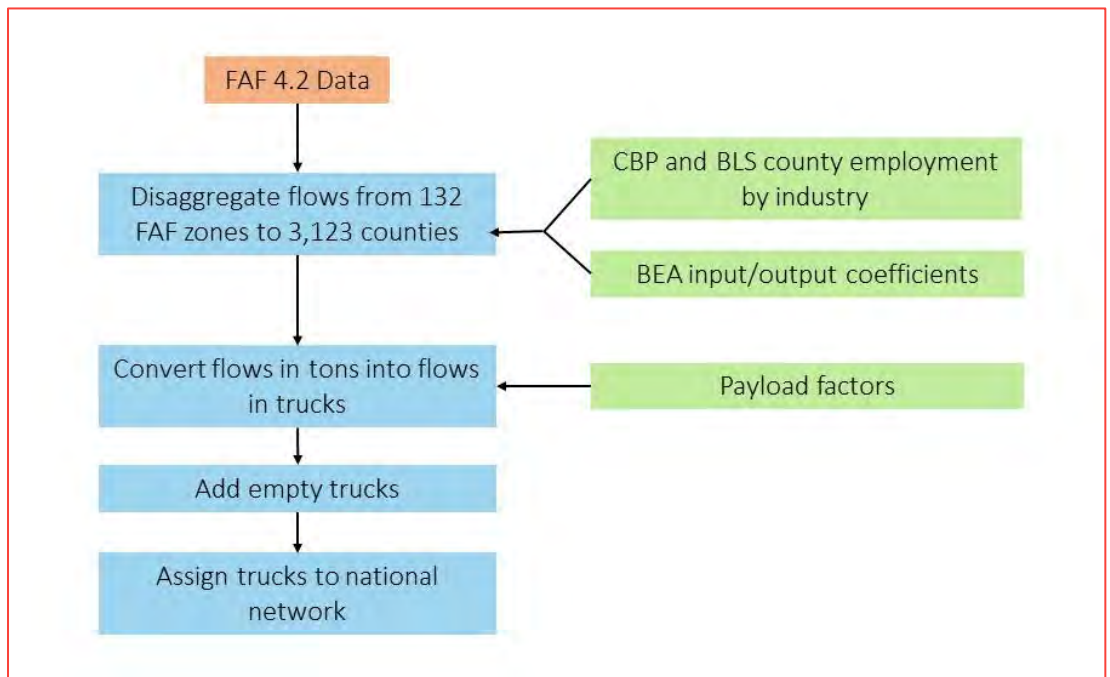 FAF 4.2 Data
Disaggregate flows from 132
FAF zones to 3,123 counties
CBP and BLS county employment
by industry
BEA input/output coefficients
Convert flows in tons into flows
in trucks
Payload factors
Add empty trucks
Assign trucks to national
network